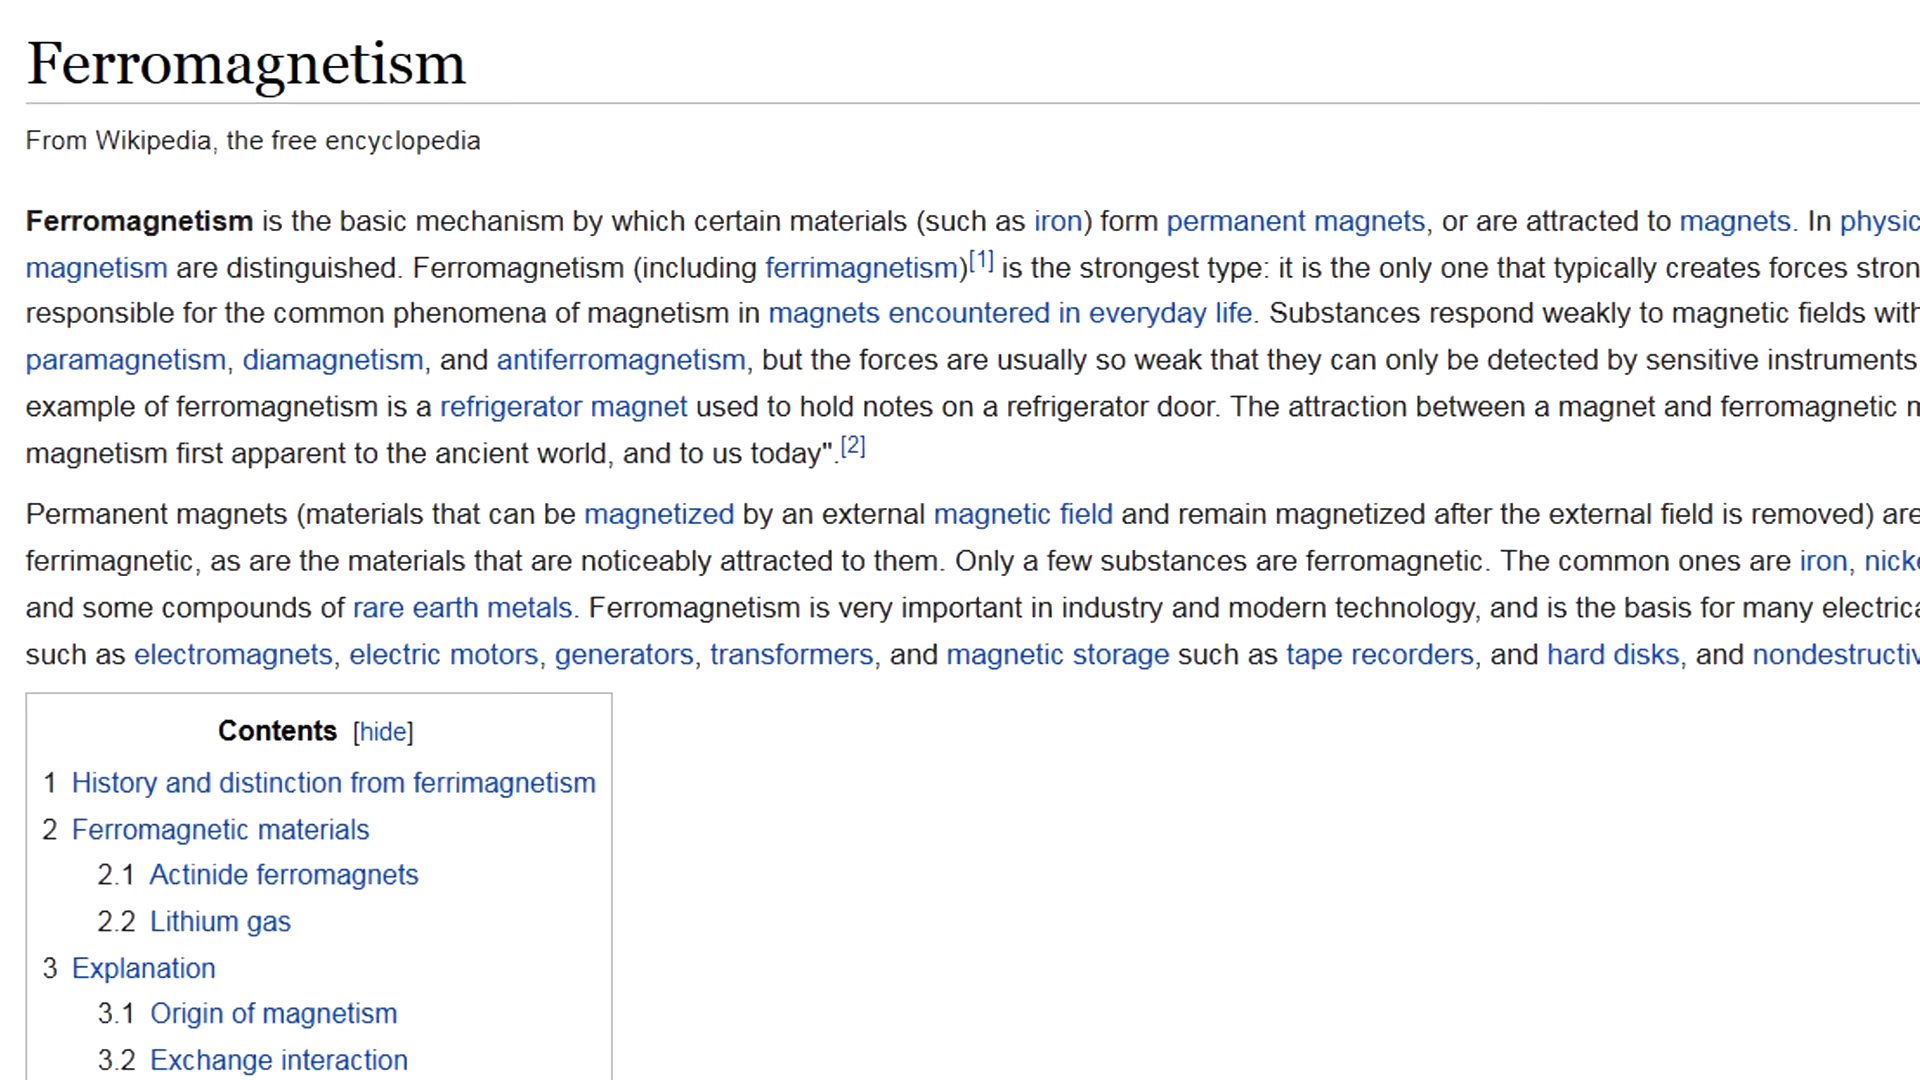 Ferromagnetism
From Wikipedia, the free encyclopedia
Ferromagnetism is the basic mechanism by which certain materials (such as iron) form permanent magnets, or are attracted to magnets. In
magnetism are distinguished. Ferromagnetism (including ferrimagnetism)[1] is the strongest type: it is the only one that typically creates forces
responsible for the common phenomena of magnetism in magnets encountered in everyday life. Substances respond weakly to magnetic fields
paramagnetism, diamagnetism, and antiferromagnetism, but the forces are usually so weak that they can only be detected by sensitive instruments
example of ferromagnetism is a refrigerator magnet used to hold notes on a refrigerator door. The attraction between a magnet and ferromagnetic
magnetism first apparent to the ancient world, and to us today".[2]
Permanent magnets (materials that can be magnetized by an external magnetic field and remain magnetized after the external field is removed) are
ferrimagnetic, as are the materials that are noticeably attracted to them. Only a few substances are ferromagnetic. The common ones are iron,
and some compounds of rare earth metals. Ferromagnetism is very important in industry and modern technology, and is the basis for many
such as electromagnets, electric motors, generators, transformers, and magnetic storage such as tape recorders, and hard disks, and
Contents [hide]
1 History and distinction from ferrimagnetism
2 Ferromagnetic materials
2.1 Actinide ferromagnets
2.2 Lithium gas
3 Explanation
3.1 Origin of magnetism
3.2 Exchange interaction